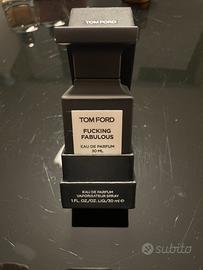 TOM FORD
TOM FORD
FUCKING
FABULOUS
EAU DE PARFUM
30 ML
EAU DE PARFUM
VAPORISATEUR SPRAY
1 FL.OZ./OZ. LIQ/30 ml ℮
subito